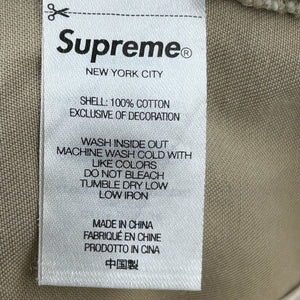 Supreme®
NEW YORK CITY
SHELL: 100% COTTON
EXCLUSIVE OF DECORATION
WASH INSIDE OUT
MACHINE WASH COLD WITH
LIKE COLORS
DO NOT BLEACH
TUMBLE DRY LOW
LOW IRON
MADE IN CHINA
FABRIQUÉ EN CHINE
PRODOTTO IN CINA
中国製